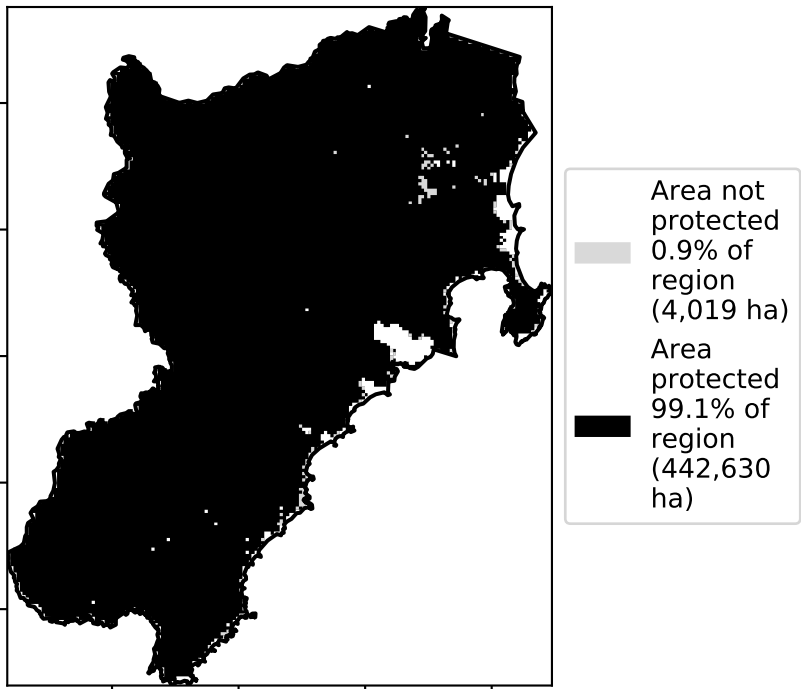 Area not
protected
0.9% of
region
(4,019 ha)
Area
protected
99.1% of
region
(442,630
ha)